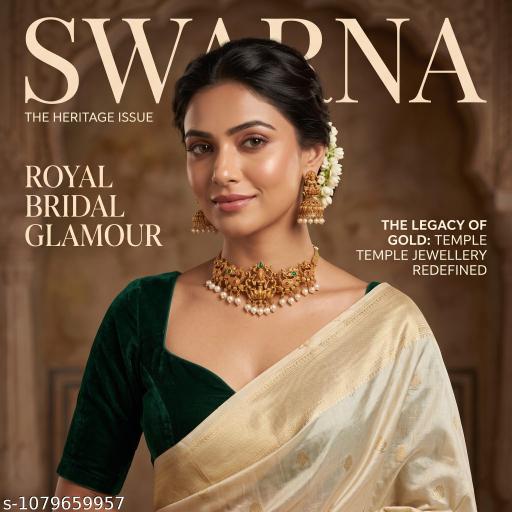 SWARNA
THE HERITAGE ISSUE
ROYAL
BRIDAL
GLAMOUR
THE LEGACY OF
GOLD: TEMPLE
TEMPLE JEWELLERY
REDEFINED
s-1079659957